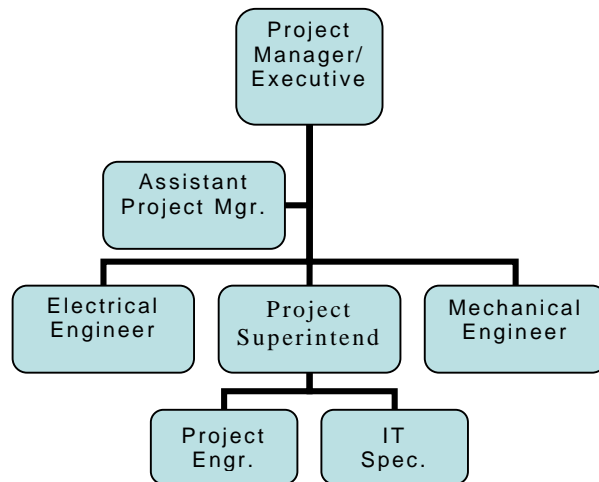 Project
Manager/
Executive
Assistant
Project Mgr.
Electrical
Engineer
Project
Superintend
Mechanical
Engineer
Project
Engr.
IT
Spec.